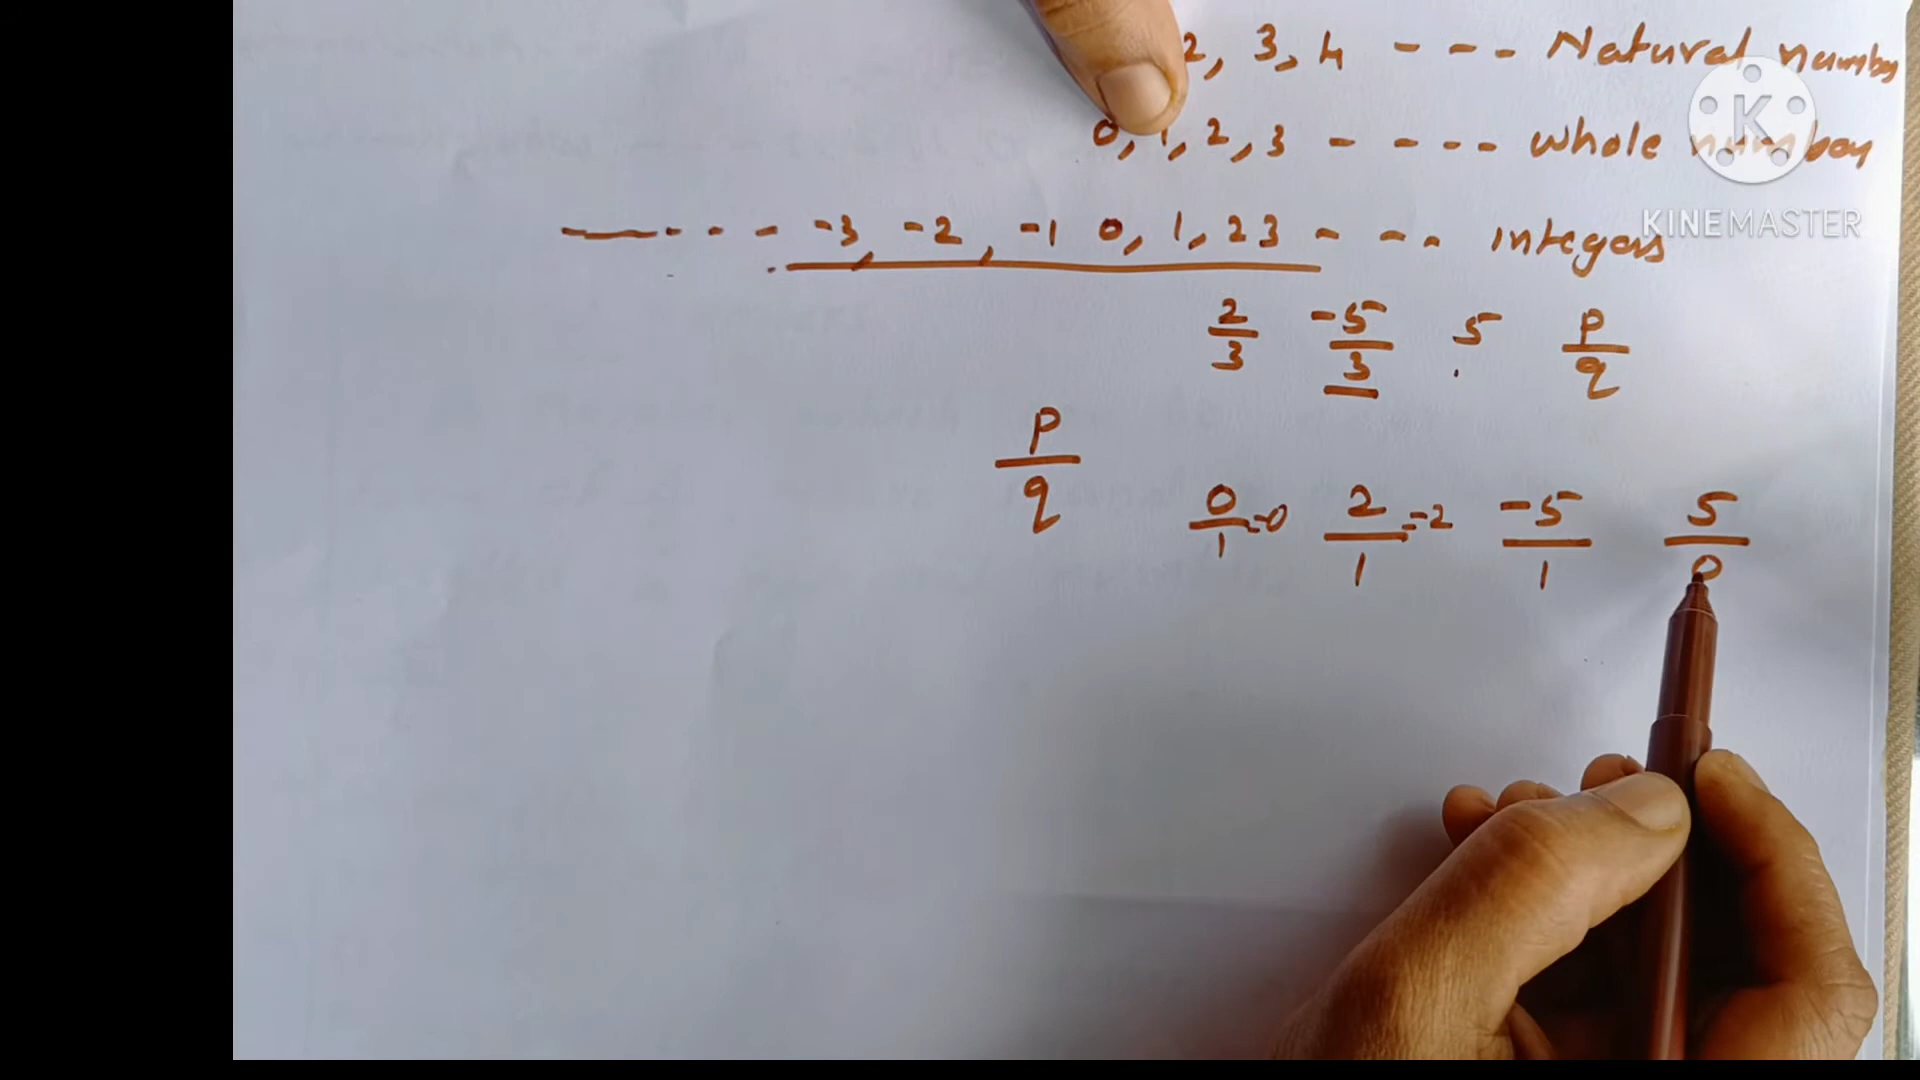 2, 3, 4 - - - Natural number
0, 1, 2, 3 - - - - whole number
- - - - -3, -2, -1 0, 1, 2 3 - - - integers
2/3 -5/3 5 p/q
p/q 0/1=0 2/1=2 -5/1 5/0
K
KINEMASTER